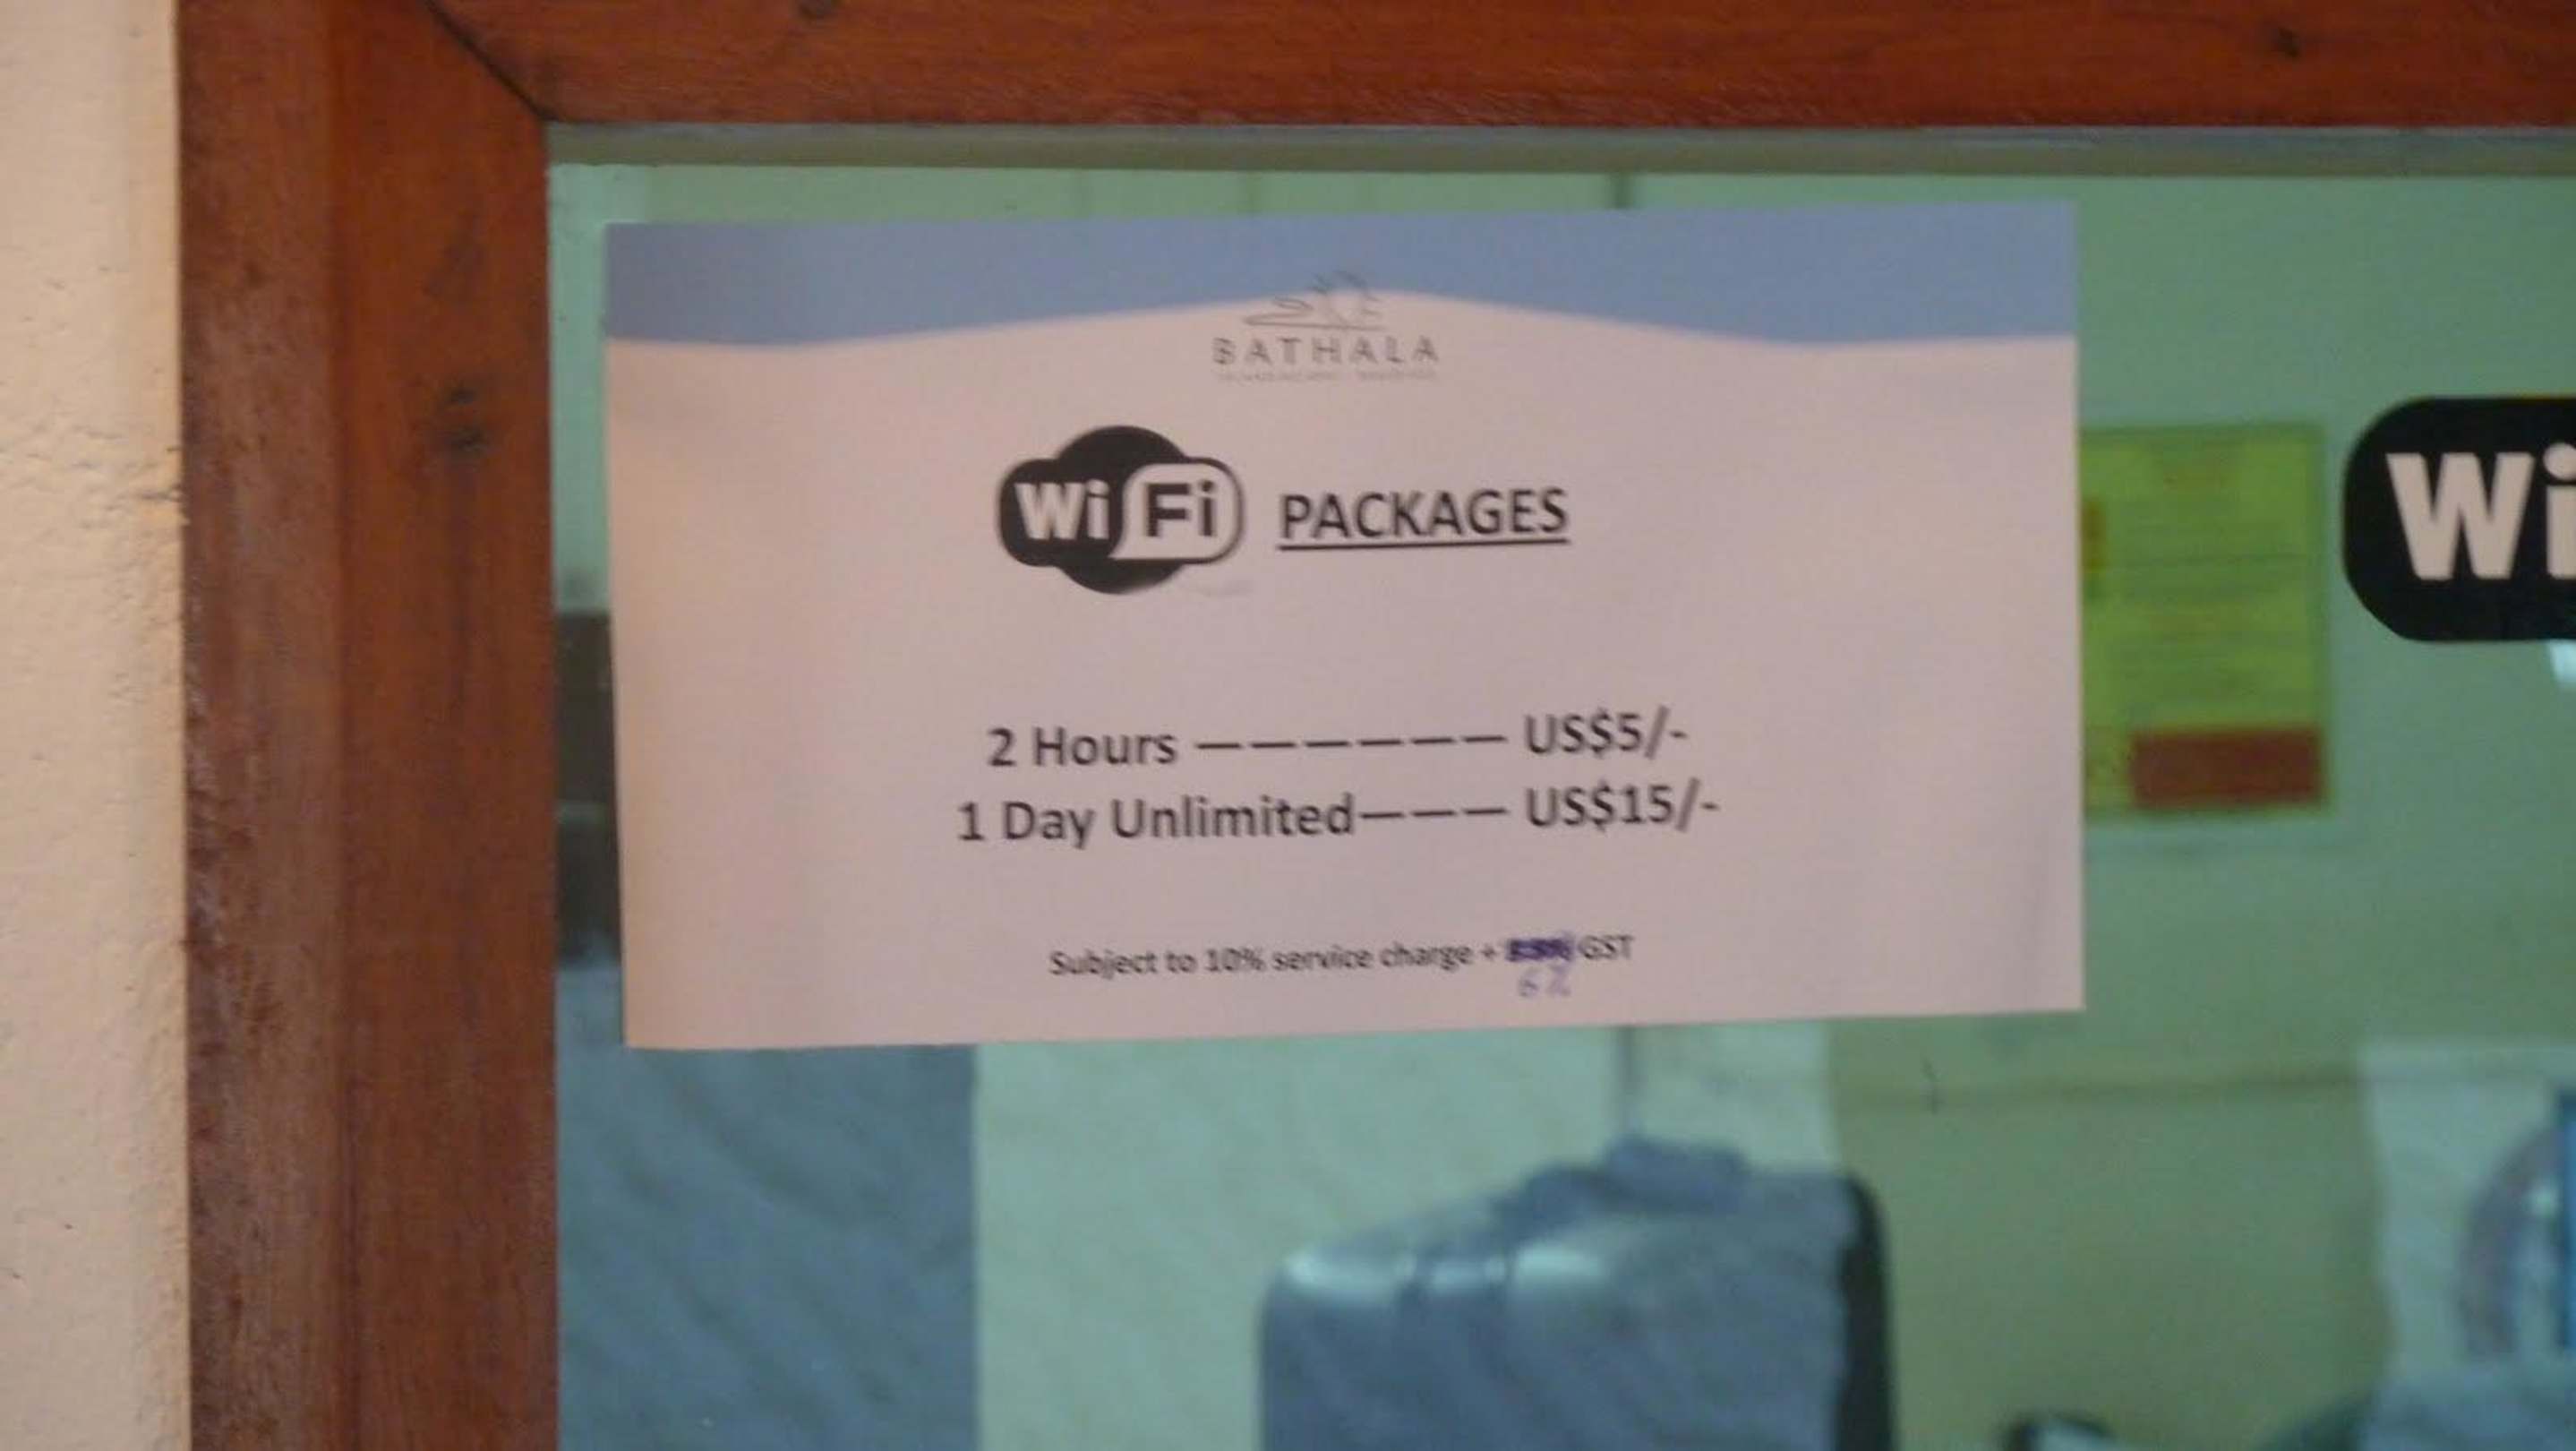 BATHALA
WiFi PACKAGES
2 Hours —————— US$5/-
1 Day Unlimited——— US$15/-
Subject to 10% service charge + GST
6%
Wi